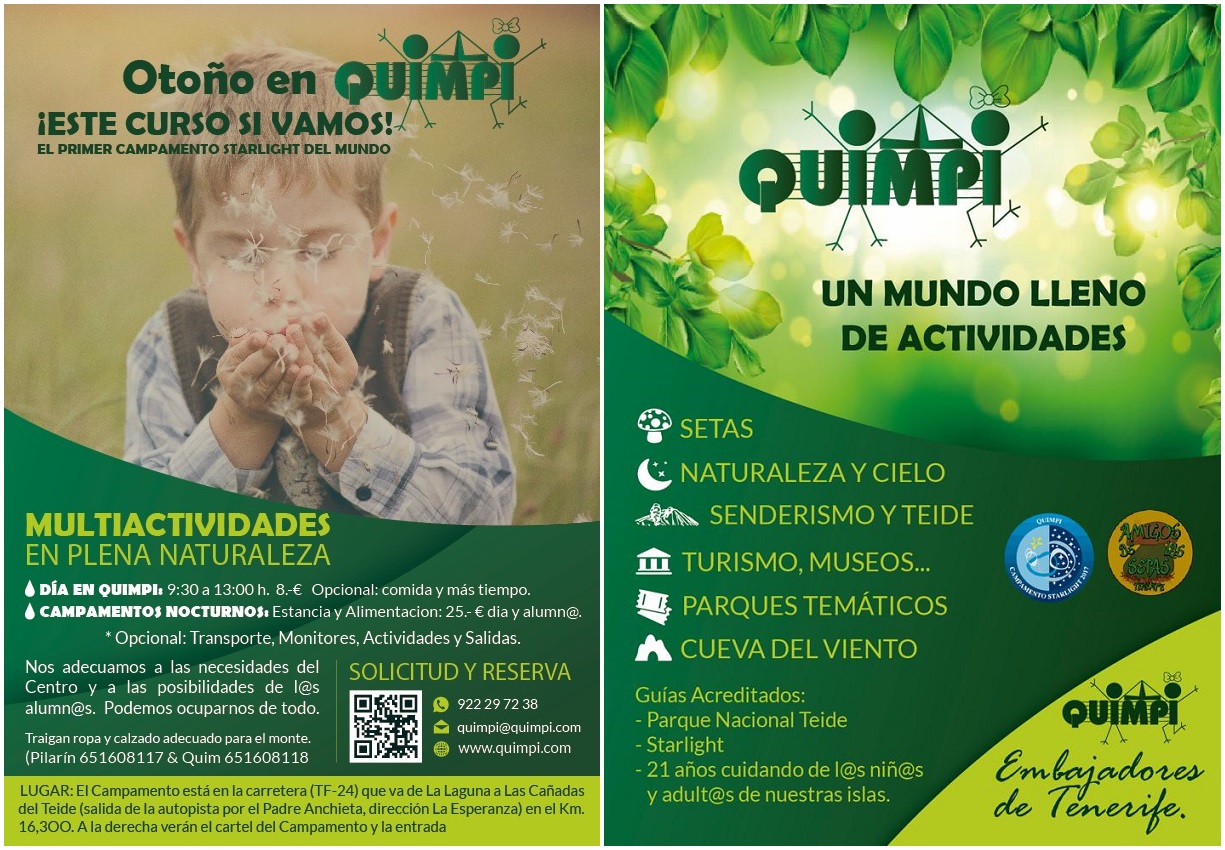 Otoño en QUIMPI
¡ESTE CURSO SI VAMOS!
EL PRIMER CAMPAMENTO STARLIGHT DEL MUNDO
MULTIACTIVIDADES
EN PLENA NATURALEZA
DÍA EN QUIMPI: 9:30 a 13:00 h. 8.-€ Opcional: comida y más tiempo.
CAMPAMENTOS NOCTURNOS: Estancia y Alimentacion: 25.- € dia y alumn@.
* Opcional: Transporte, Monitores, Actividades y Salidas.
Nos adecuamos a las necesidades del
Centro y a las posibilidades de l@s
alumn@s. Podemos ocuparnos de todo.
Traigan ropa y calzado adecuado para el monte.
(Pilarín 651608117 & Quim 651608118
SOLICITUD Y RESERVA
922 29 72 38
quimpi@quimpi.com
www.quimpi.com
LUGAR: El Campamento está en la carretera (TF-24) que va de La Laguna a Las Cañadas
del Teide (salida de la autopista por el Padre Anchieta, dirección La Esperanza) en el Km.
16,3OO. A la derecha verán el cartel del Campamento y la entrada
QUIMPI
UN MUNDO LLENO
DE ACTIVIDADES
SETAS
NATURALEZA Y CIELO
SENDERISMO Y TEIDE
TURISMO, MUSEOS...
PARQUES TEMÁTICOS
CUEVA DEL VIENTO
QUIMPI
CAMPAMENTO STARLIGHT 2017
AMIGOS
DE LAS
SETAS
Guías Acreditados:
- Parque Nacional Teide
- Starlight
- 21 años cuidando de l@s niñ@s
y adult@s de nuestras islas.
QUIMPI
Embajadores
de Tenerife.